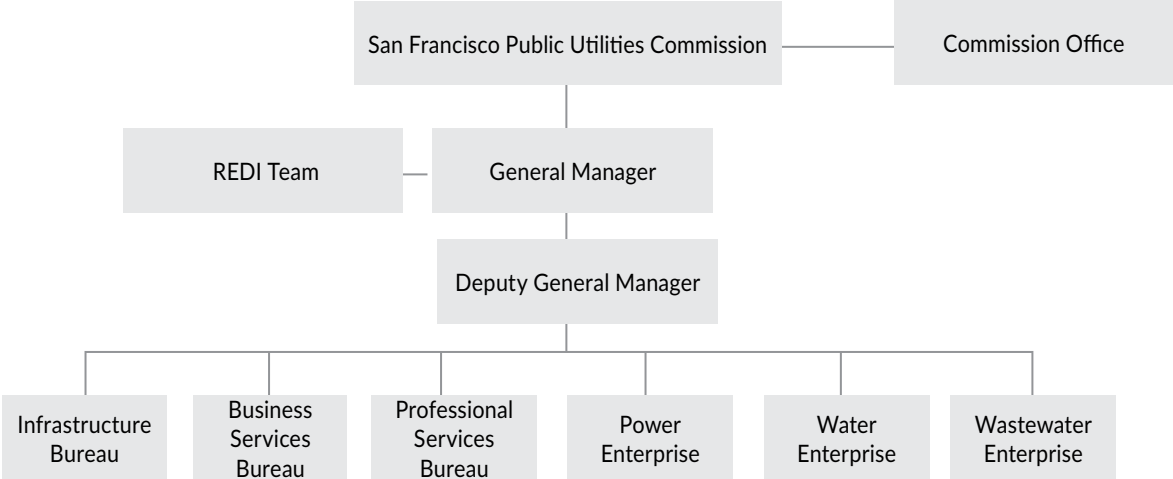 San Francisco Public Utilities Commission
Commission Office
REDI Team
General Manager
Deputy General Manager
Infrastructure
Bureau
Business
Services
Bureau
Professional
Services
Bureau
Power
Enterprise
Water
Enterprise
Wastewater
Enterprise